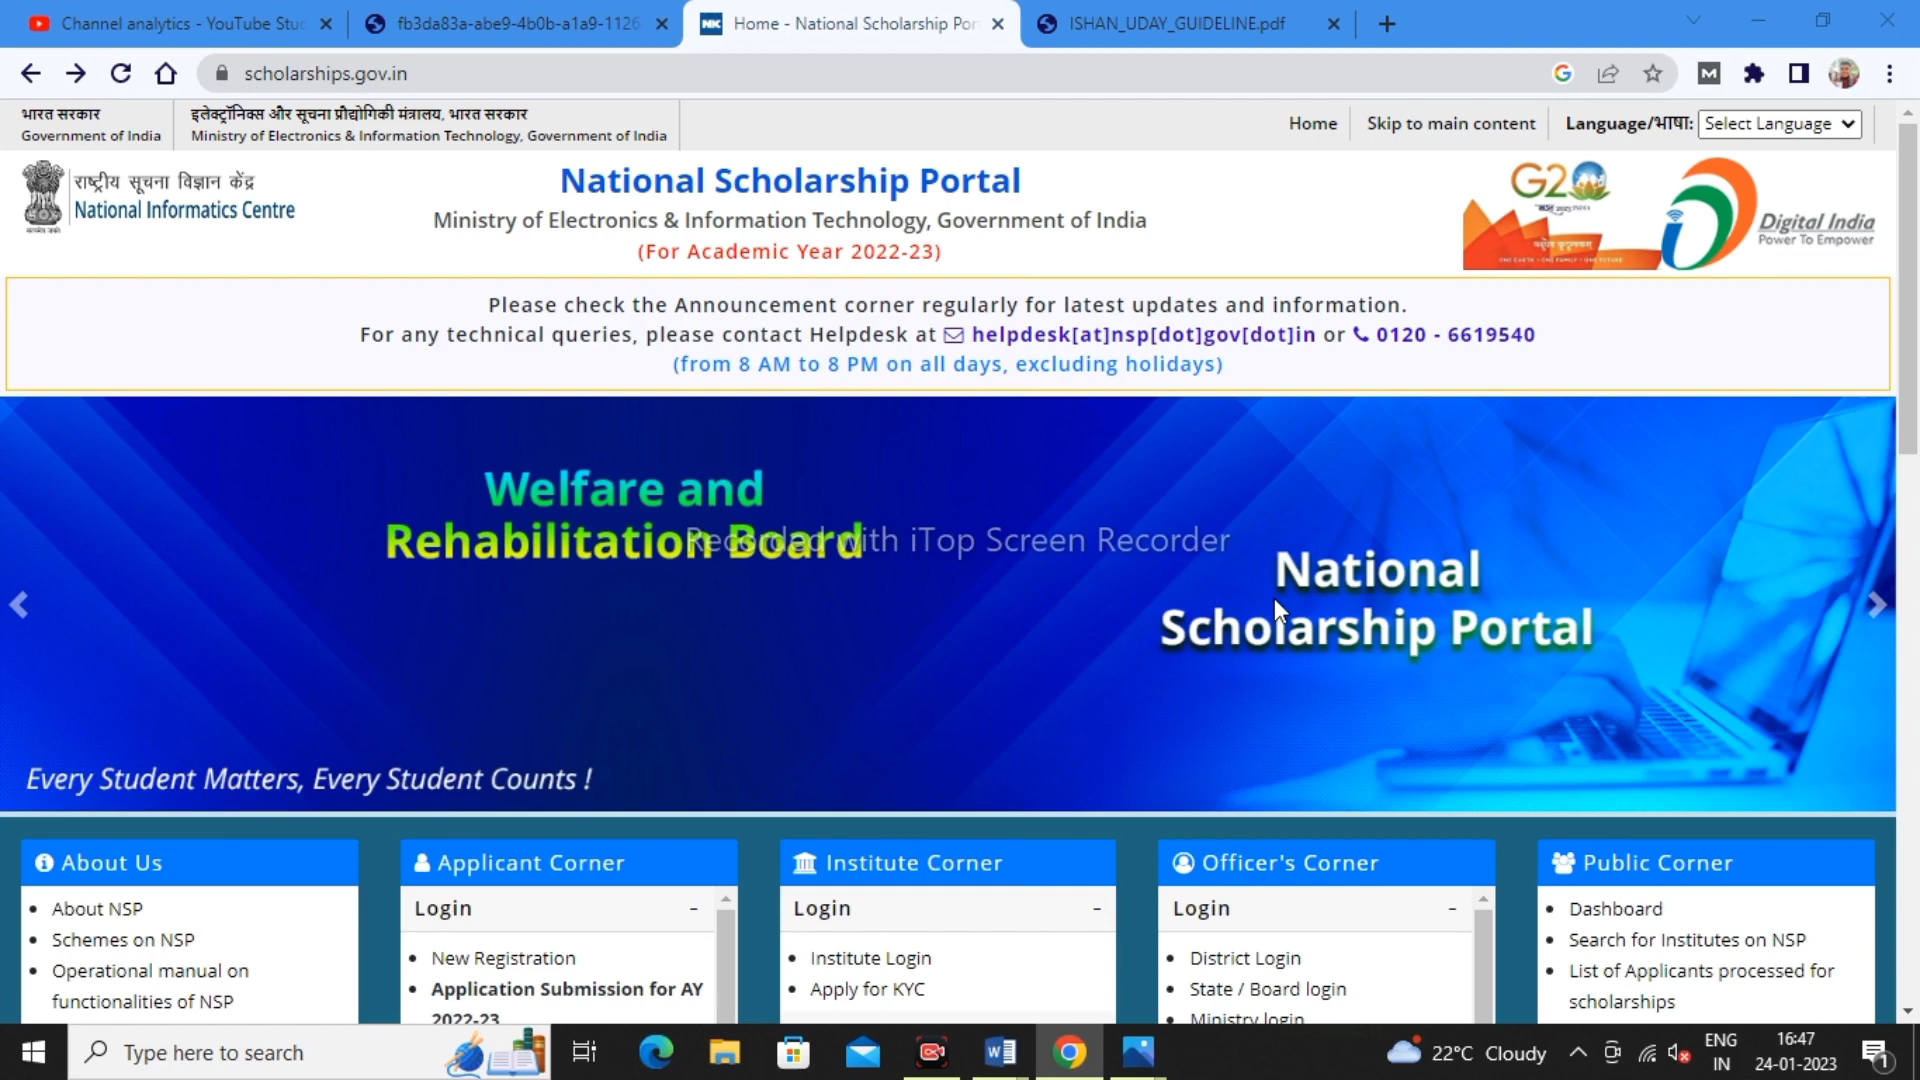 Channel analytics - YouTube Stud
fb3da83a-abe9-4b0b-a1a9-1126
NK
Home - National Scholarship Por
ISHAN_UDAY_GUIDELINE.pdf
scholarships.gov.in
भारत सरकार
Government of India
इलेक्ट्रॉनिक्स और सूचना प्रौद्योगिकी मंत्रालय, भारत सरकार
Ministry of Electronics & Information Technology, Government of India
Home
Skip to main content
Language/भाषा: Select Language
राष्ट्रीय सूचना विज्ञान केंद्र
National Informatics Centre
National Scholarship Portal
Ministry of Electronics & Information Technology, Government of India
(For Academic Year 2022-23)
G20
Digital India
Power To Empower
Please check the Announcement corner regularly for latest updates and information.
For any technical queries, please contact Helpdesk at helpdesk[at]nsp[dot]gov[dot]in or 0120 - 6619540
(from 8 AM to 8 PM on all days, excluding holidays)
Welfare and
Rehabilitation Board
Recorded with iTop Screen Recorder
National
Scholarship Portal
Every Student Matters, Every Student Counts !
About Us
About NSP
Schemes on NSP
Operational manual on
functionalities of NSP
Applicant Corner
Login -
New Registration
Application Submission for AY
2022-23
Institute Corner
Login -
Institute Login
Apply for KYC
Officer's Corner
Login -
District Login
State / Board login
Ministry login
Public Corner
Dashboard
Search for Institutes on NSP
List of Applicants processed for
scholarships
Type here to search
22°C Cloudy
ENG
IN
16:47
24-01-2023
1